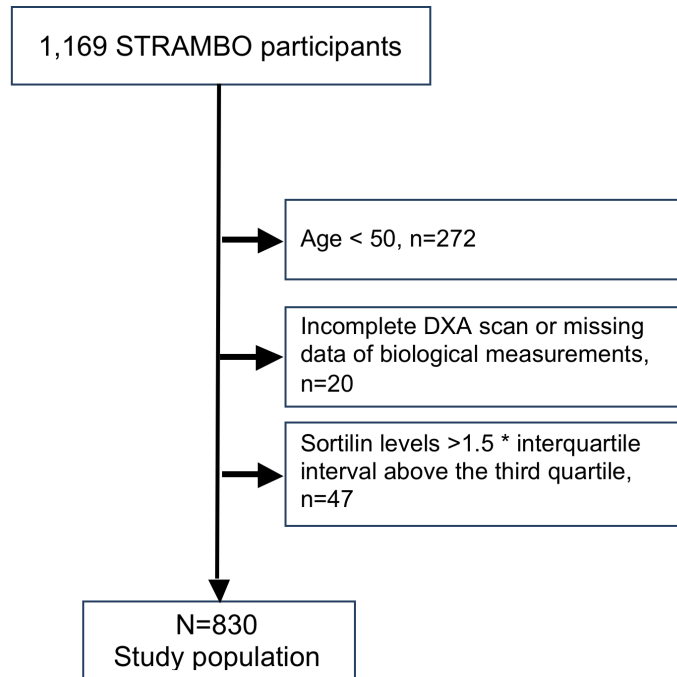 1,169 STRAMBO participants
Age < 50, n=272
Incomplete DXA scan or missing
data of biological measurements,
n=20
Sortilin levels >1.5 * interquartile
interval above the third quartile,
n=47
N=830
Study population